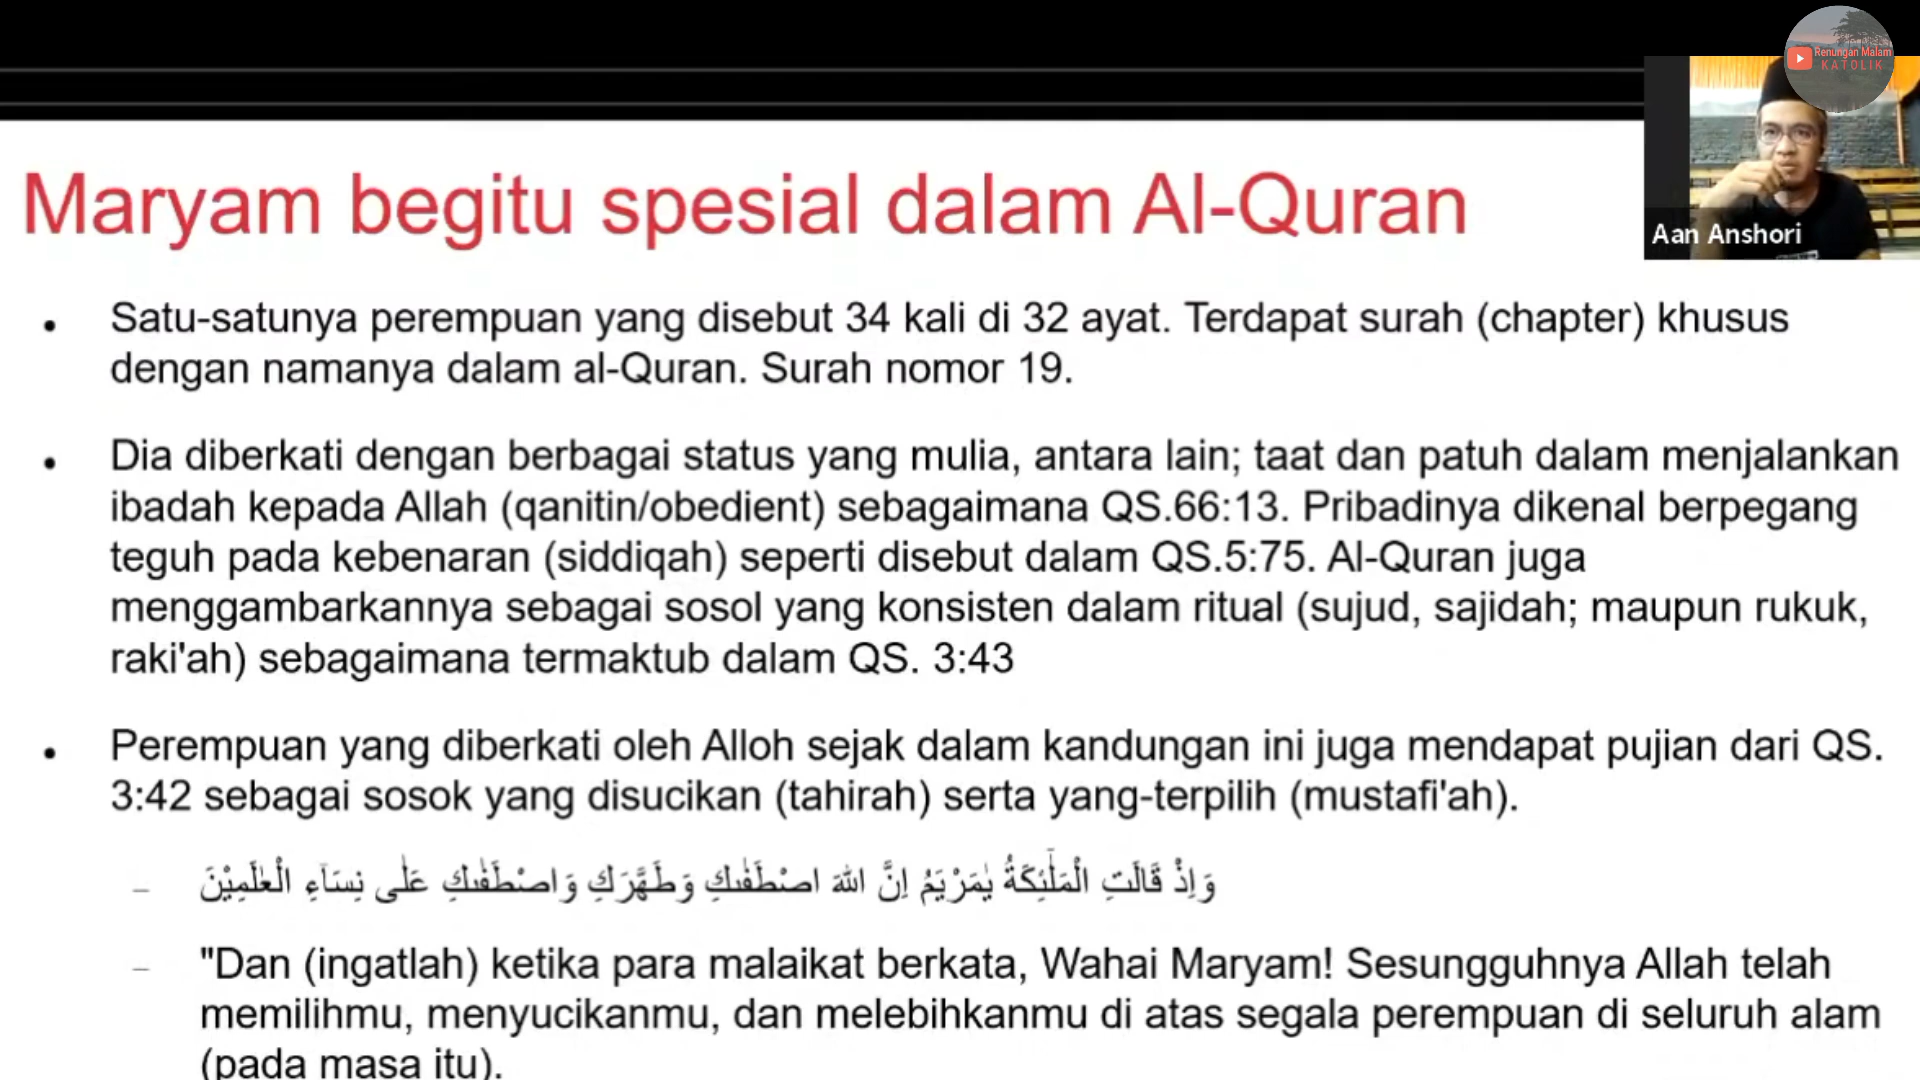 Renungan Malam
KATOLIK
Aan Anshori
Maryam begitu spesial dalam Al-Quran
• Satu-satunya perempuan yang disebut 34 kali di 32 ayat. Terdapat surah (chapter) khusus
dengan namanya dalam al-Quran. Surah nomor 19.
• Dia diberkati dengan berbagai status yang mulia, antara lain; taat dan patuh dalam menjalankan
ibadah kepada Allah (qanitin/obedient) sebagaimana QS.66:13. Pribadinya dikenal berpegang
teguh pada kebenaran (siddiqah) seperti disebut dalam QS.5:75. Al-Quran juga
menggambarkannya sebagai sosol yang konsisten dalam ritual (sujud, sajidah; maupun rukuk,
raki'ah) sebagaimana termaktub dalam QS. 3:43
• Perempuan yang diberkati oleh Alloh sejak dalam kandungan ini juga mendapat pujian dari QS.
3:42 sebagai sosok yang disucikan (tahirah) serta yang-terpilih (mustafi'ah).
– وَاِذْ قَالَتِ الْمَلٰۤىِٕكَةُ يٰمَرْيَمُ اِنَّ اللّٰهَ اصْطَفٰىكِ وَطَهَّرَكِ وَاصْطَفٰىكِ عَلٰى نِسَاۤءِ الْعٰلَمِيْنَ
– "Dan (ingatlah) ketika para malaikat berkata, Wahai Maryam! Sesungguhnya Allah telah
memilihmu, menyucikanmu, dan melebihkanmu di atas segala perempuan di seluruh alam
(pada masa itu).